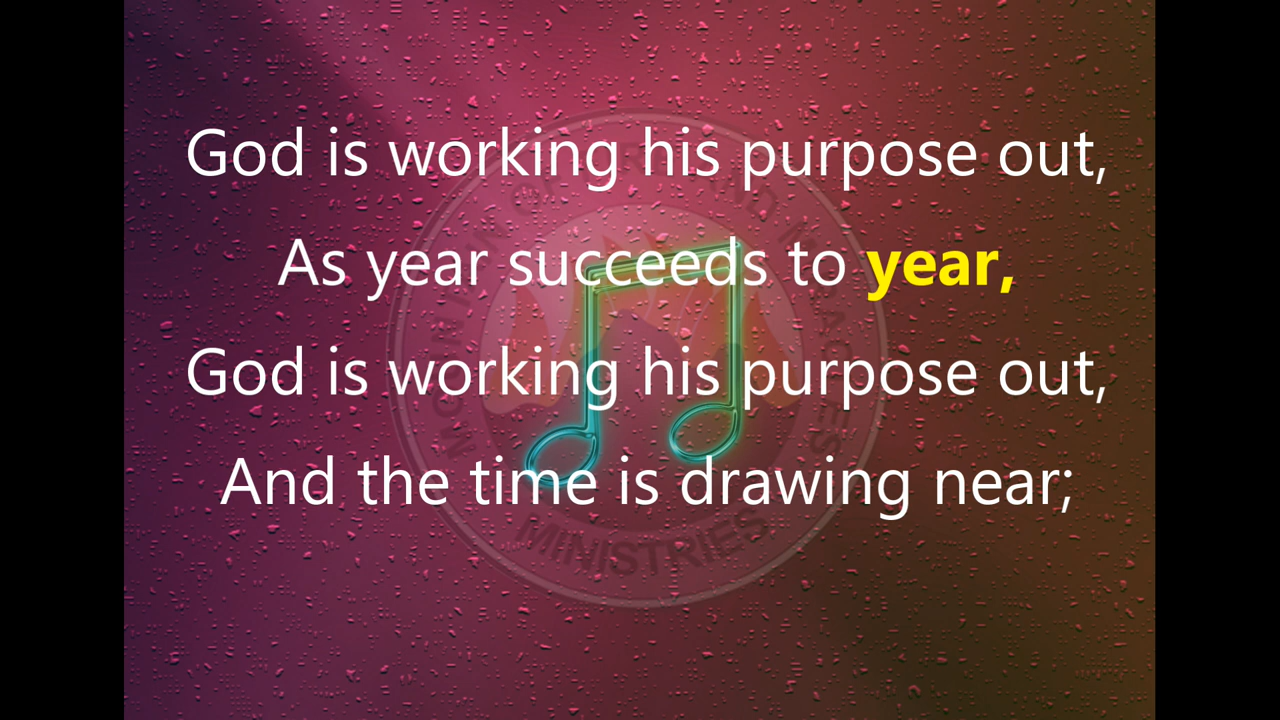 God is working his purpose out,
As year succeeds to year,
God is working his purpose out,
And the time is drawing near;
MINISTRIES